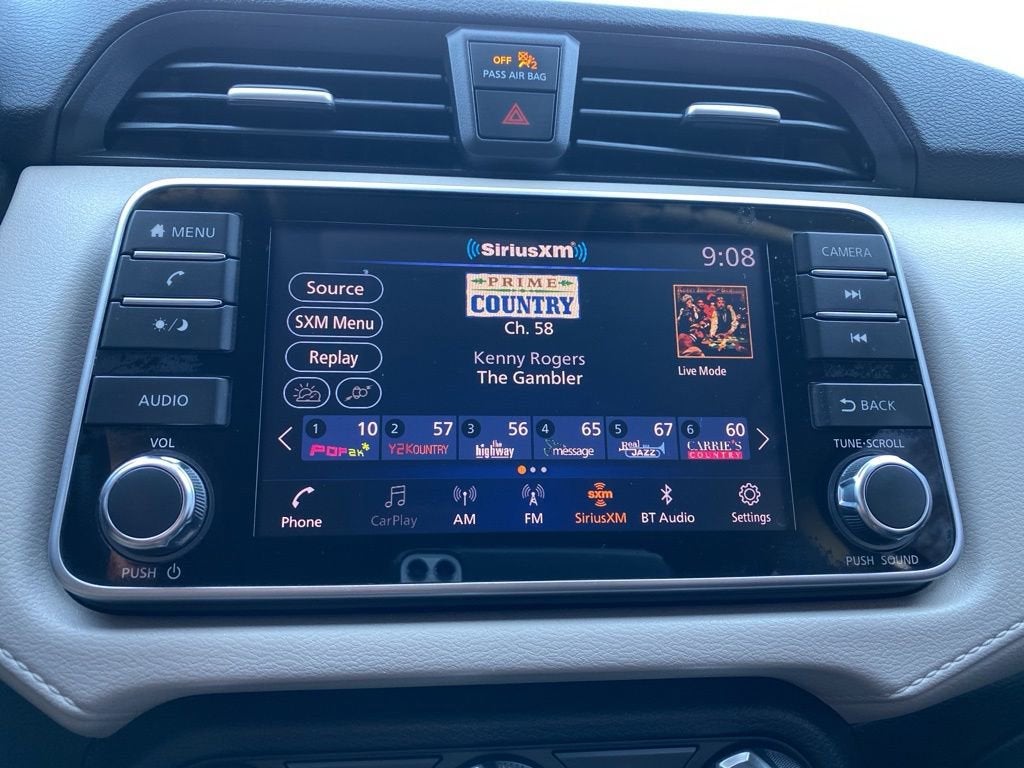 OFF 2
PASS AIR BAG
MENU
SiriusXM
9:08
CAMERA
Source
PRIME
COUNTRY
SXM Menu
Ch. 58
Replay
Kenny Rogers
The Gambler
Live Mode
AUDIO
BACK
1 10
PopZK
2 57
Y2KOUNTRY
3 56
the
highway
4 65
message
5 67
Real
JAZZ
6 60
CARRIE'S
COUNTRY
VOL
TUNE·SCROLL
Phone
CarPlay
AM
FM
sxm
SiriusXM
BT Audio
Settings
PUSH
PUSH SOUND